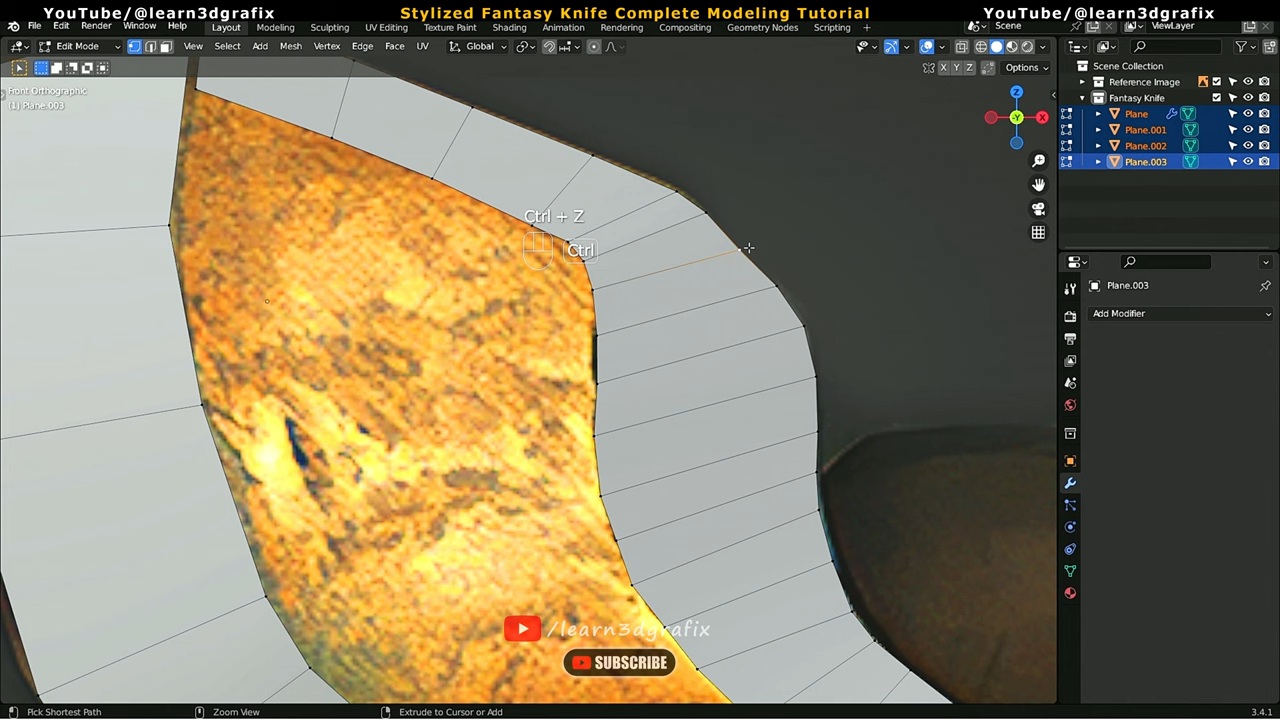 YouTube/@learn3dgrafix
Stylized Fantasy Knife Complete Modeling Tutorial
YouTube/@learn3dgrafix
File Edit Render Window Help
Layout Modeling Sculpting UV Editing Texture Paint Shading Animation Rendering Compositing Geometry Nodes Scripting
Scene
ViewLayer
Edit Mode
View Select Add Mesh Vertex Edge Face UV
Global
X Y Z
Options
Front Orthographic
(1) Plane.003
Z
-Y
X
Scene Collection
Reference Image
Fantasy Knife
Plane
Plane.001
Plane.002
Plane.003
Plane.003
Add Modifier
Ctrl + Z
Ctrl
/learn3dgrafix
SUBSCRIBE
Pick Shortest Path
Zoom View
Extrude to Cursor or Add
3.4.1